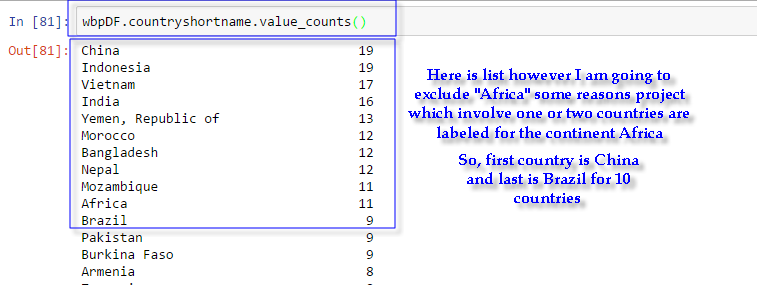 In [81]: wbpDF.countryshortname.value_counts()
Out[81]: China 19
Indonesia 19
Vietnam 17
India 16
Yemen, Republic of 13
Morocco 12
Bangladesh 12
Nepal 12
Mozambique 11
Africa 11
Brazil 9
Pakistan 9
Burkina Faso 9
Armenia 8
Here is list however I am going to
exclude "Africa" some reasons project
which involve one or two countries are
labeled for the continent Africa
So, first country is China
and last is Brazil for 10
countries